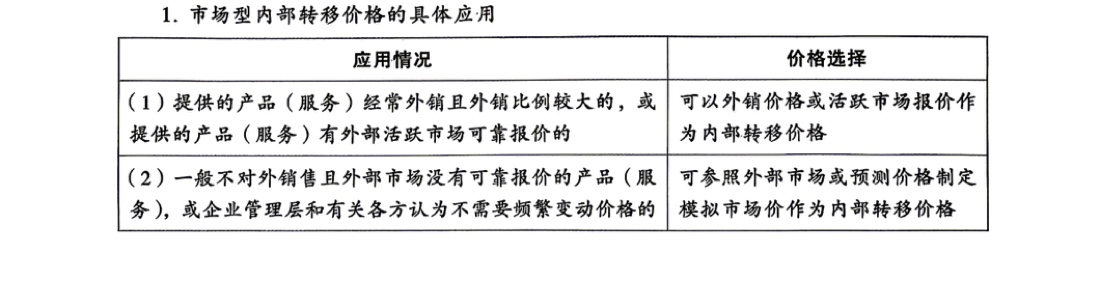 1. 市场型内部转移价格的具体应用
应用情况
价格选择
(1)提供的产品(服务)经常外销且外销比例较大的,或
提供的产品(服务)有外部活跃市场可靠报价的
可以外销价格或活跃市场报价作
为内部转移价格
(2)一般不对外销售且外部市场没有可靠报价的产品(服
务),或企业管理层和有关各方认为不需要频繁变动价格的
可参照外部市场或预测价格制定
模拟市场价作为内部转移价格